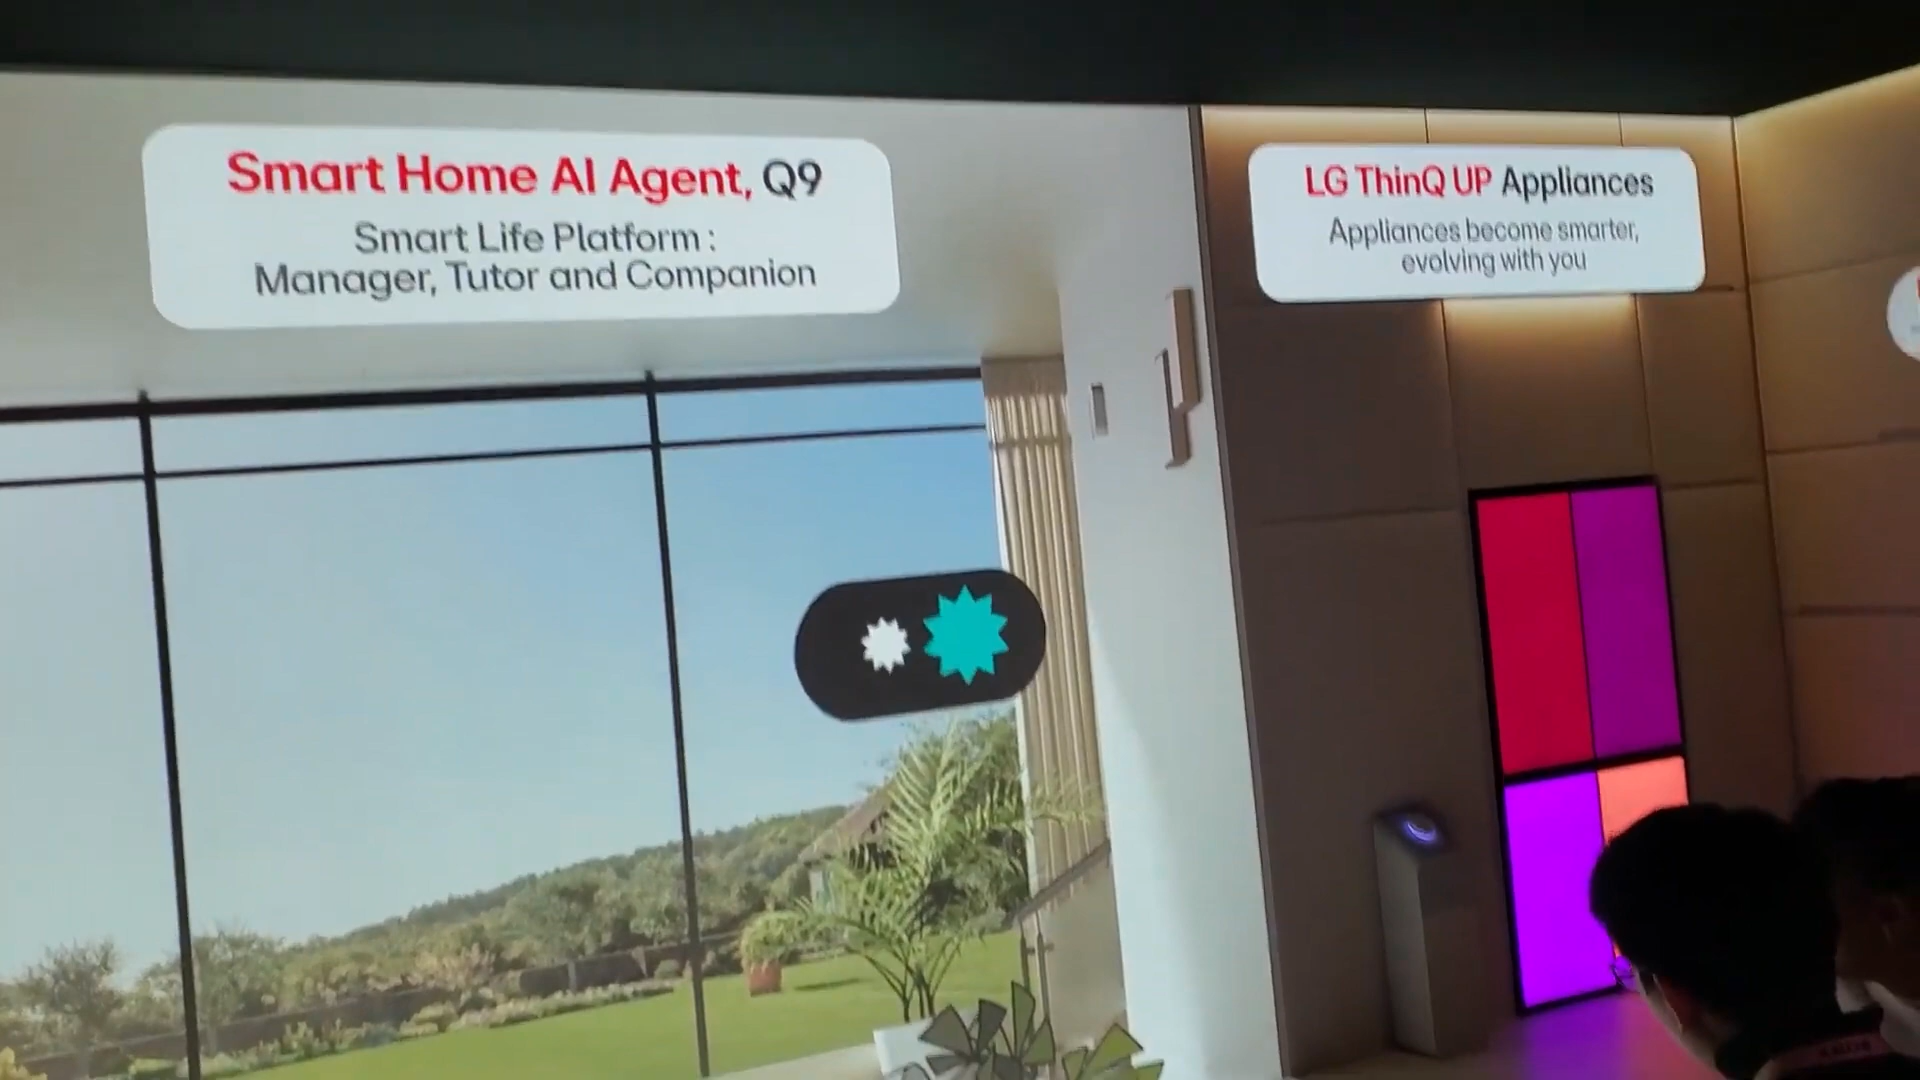 Smart Home AI Agent, Q9
Smart Life Platform :
Manager, Tutor and Companion
LG ThinQ UP Appliances
Appliances become smarter,
evolving with you